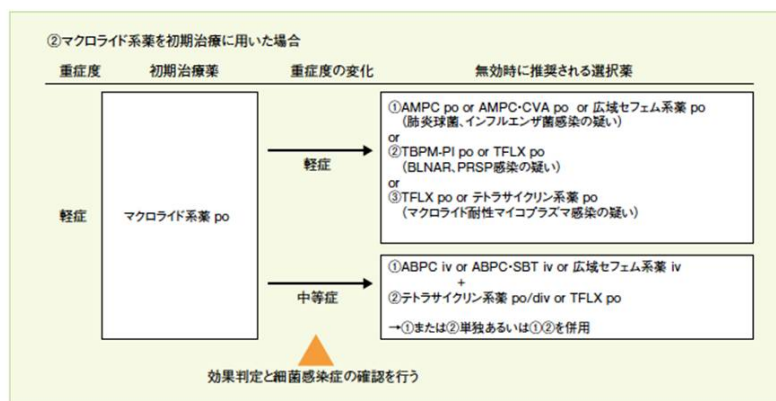 ②マクロライド系薬を初期治療に用いた場合
重症度 初期治療薬 重症度の変化 無効時に推奨される選択薬
軽症
マクロライド系薬 po
軽症
①AMPC po or AMPC・CVA po or 広域セフェム系薬 po
（肺炎球菌、インフルエンザ菌感染の疑い）
or
②TBPM-PI po or TFLX po
（BLNAR、PRSP感染の疑い）
or
③TFLX po or テトラサイクリン系薬 po
（マクロライド耐性マイコプラズマ感染の疑い）
中等症
①ABPC iv or ABPC・SBT iv or 広域セフェム系薬 iv
+
②テトラサイクリン系薬 po/div or TFLX po
→①または②単独あるいは①②を併用
効果判定と細菌感染症の確認を行う